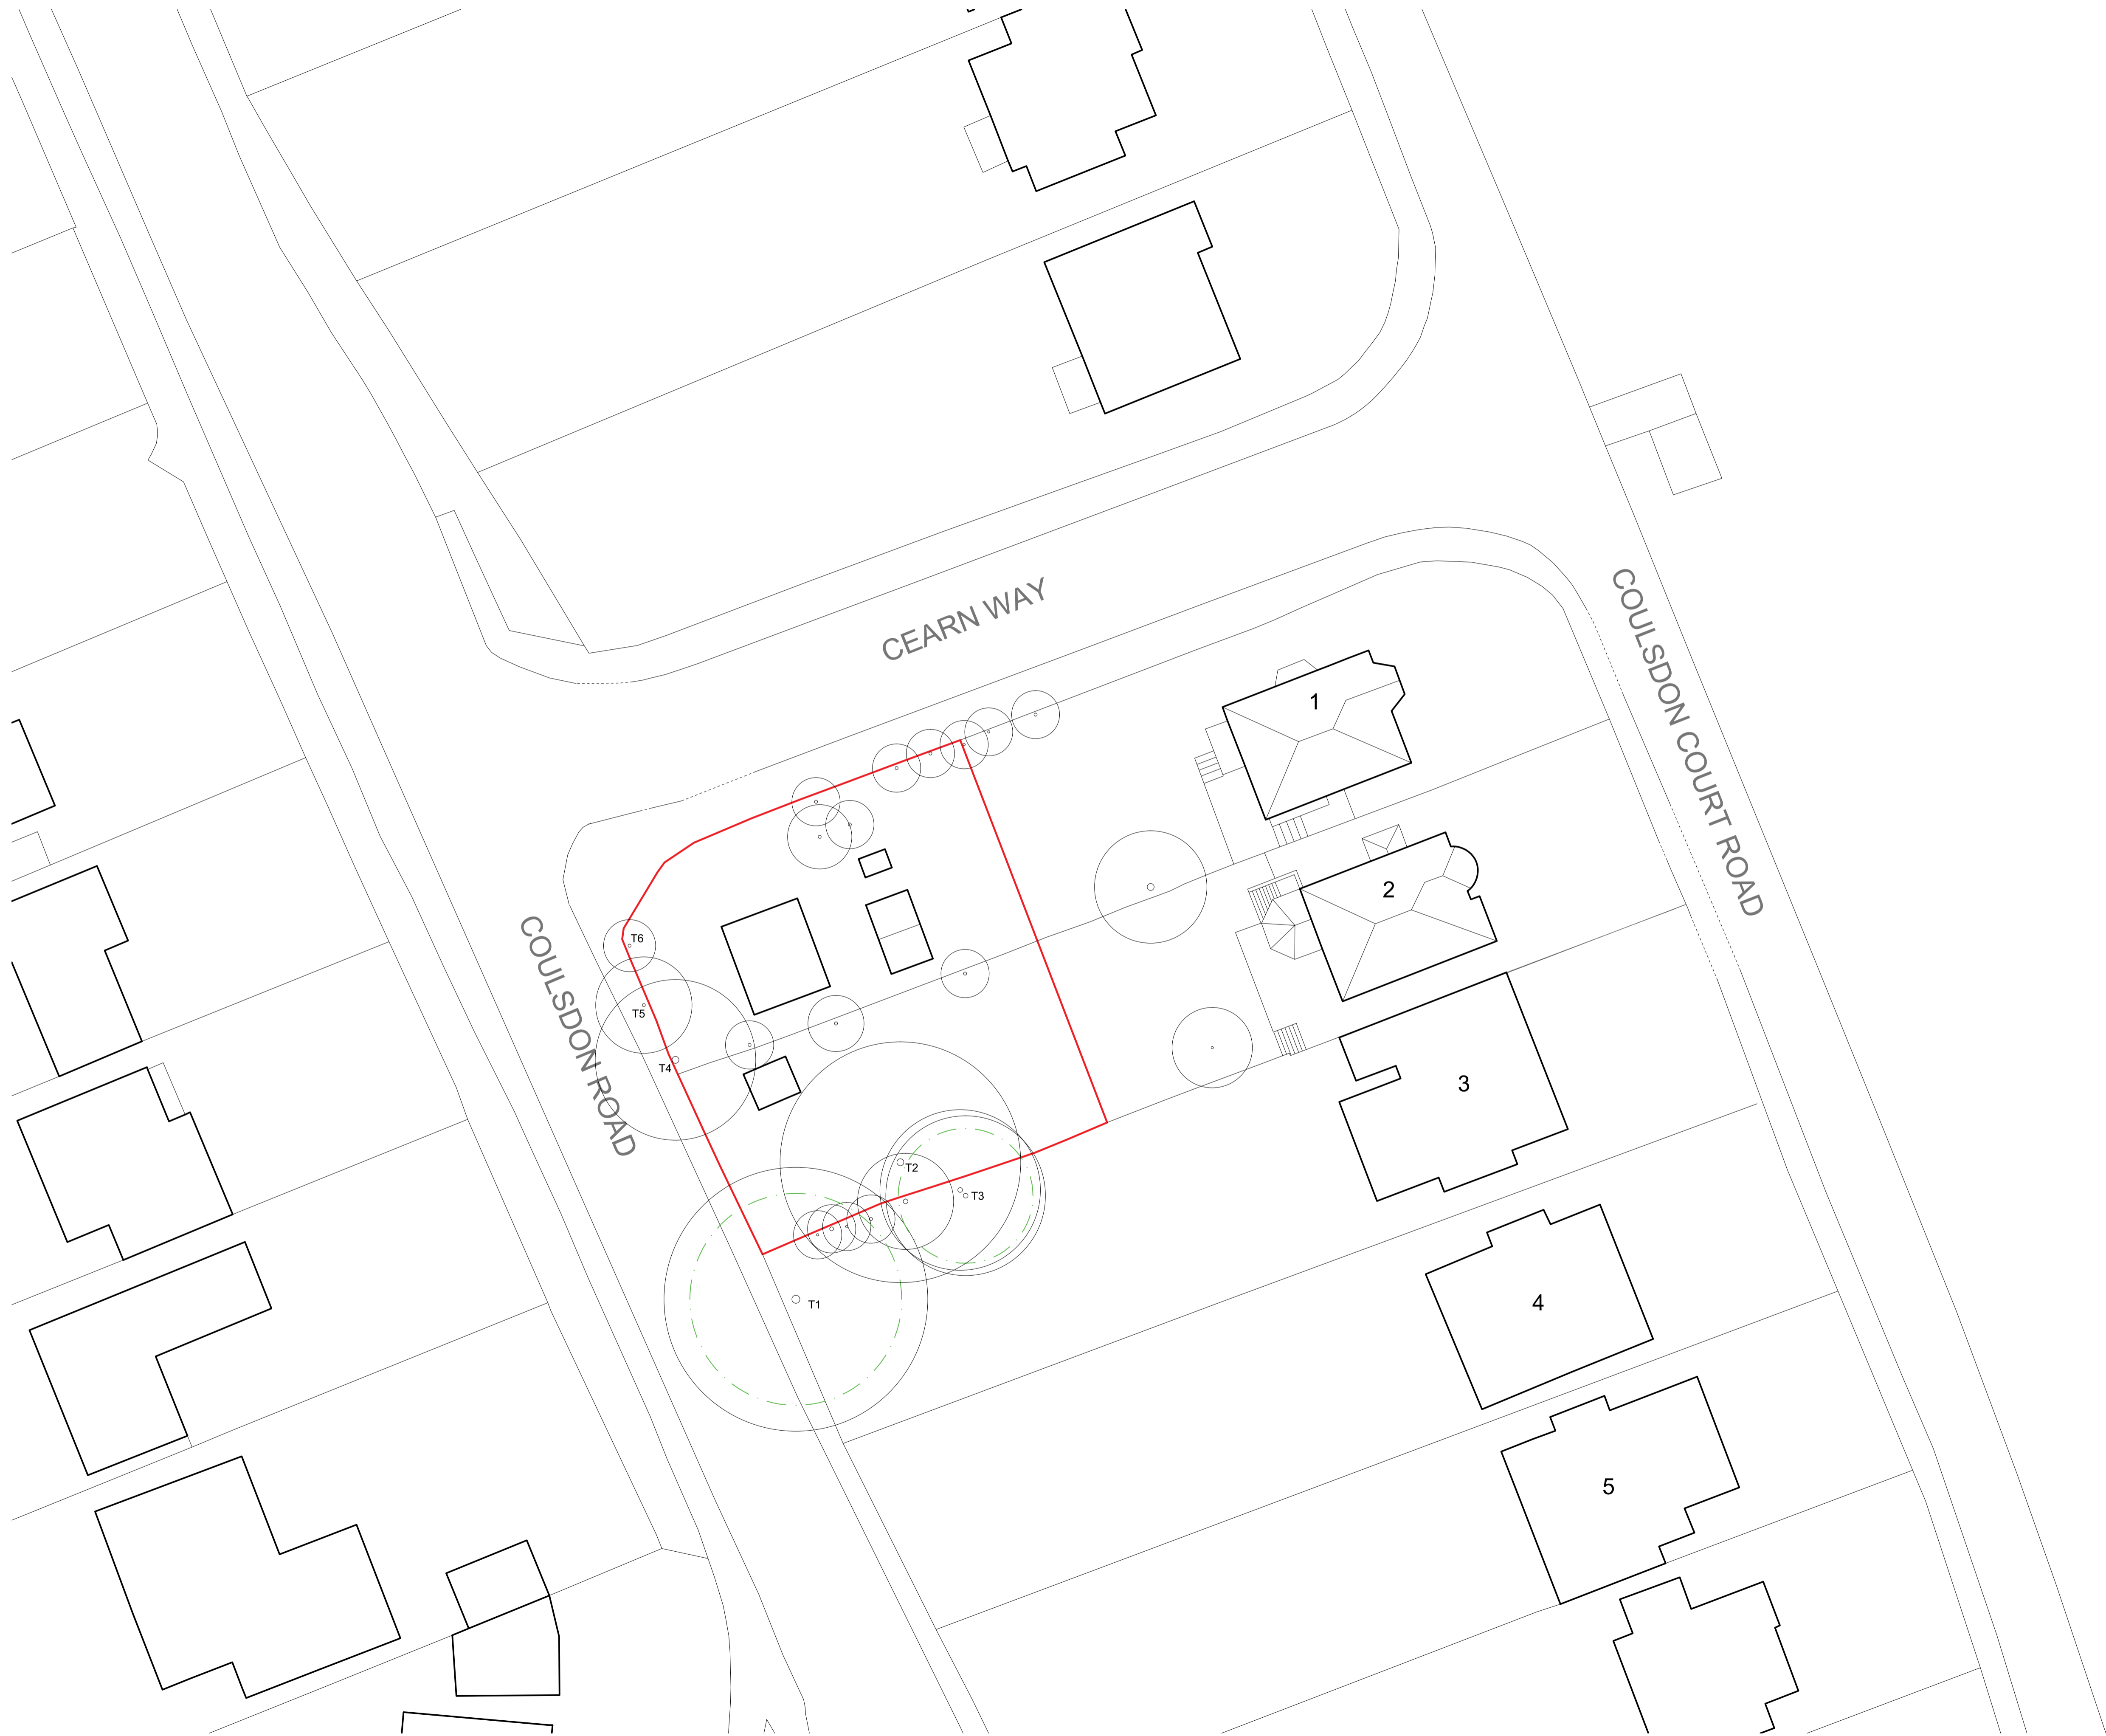 CEARN WAY
COULSDON COURT ROAD
1
2
T6
COULSDON ROAD
T5
T4
3
T2
T3
T1
4
5